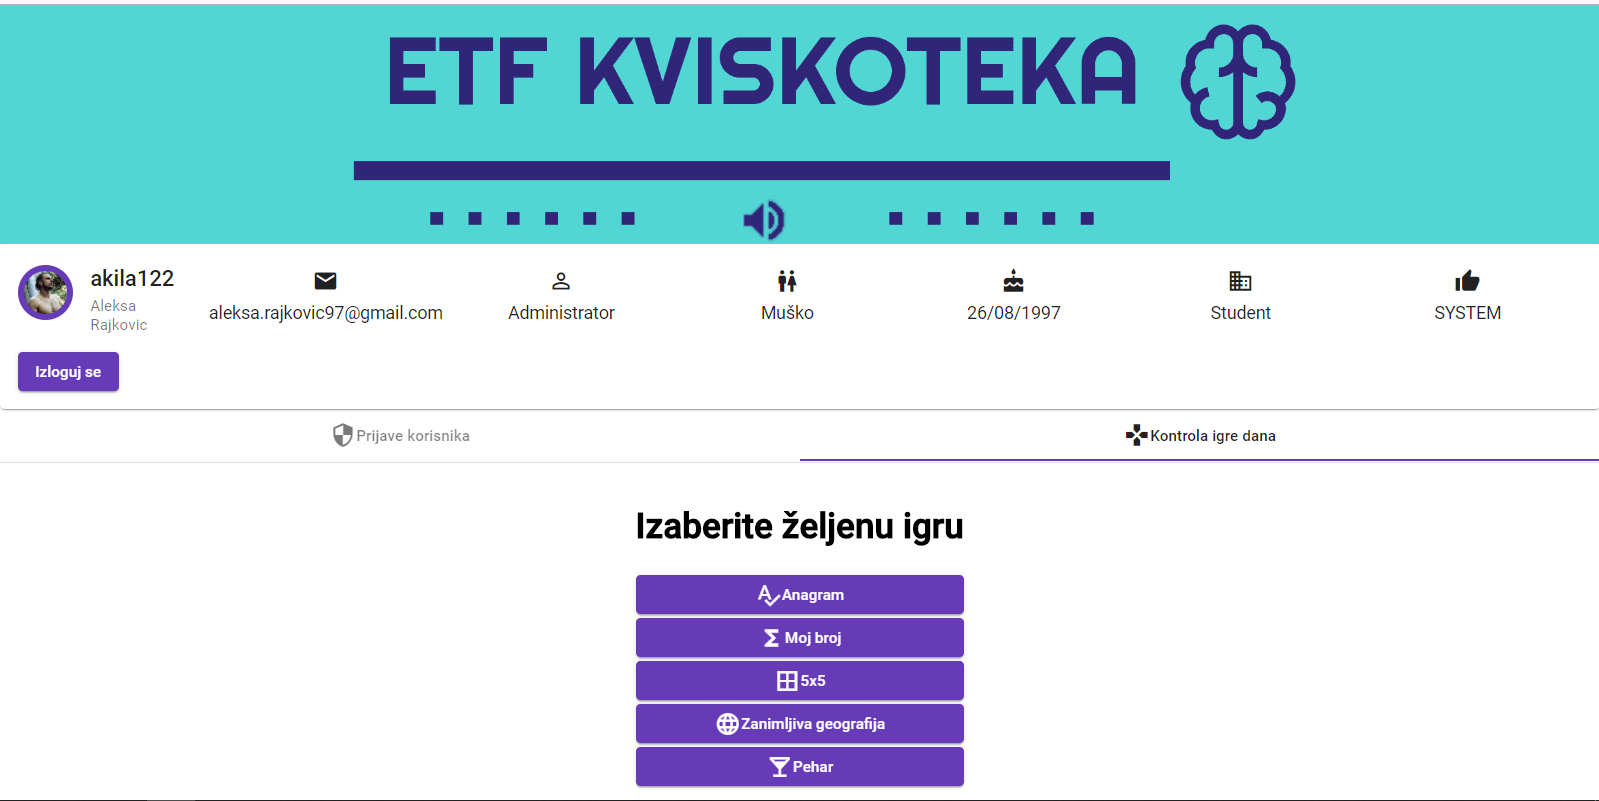 ETF KVISKOTEKA
akila122
Aleksa
Rajkovic
aleksa.rajkovic97@gmail.com
Administrator
Muško
26/08/1997
Student
SYSTEM
Izloguj se
Prijave korisnika
Kontrola igre dana
Izaberite željenu igru
Anagram
Moj broj
5x5
Zanimljiva geografija
Pehar